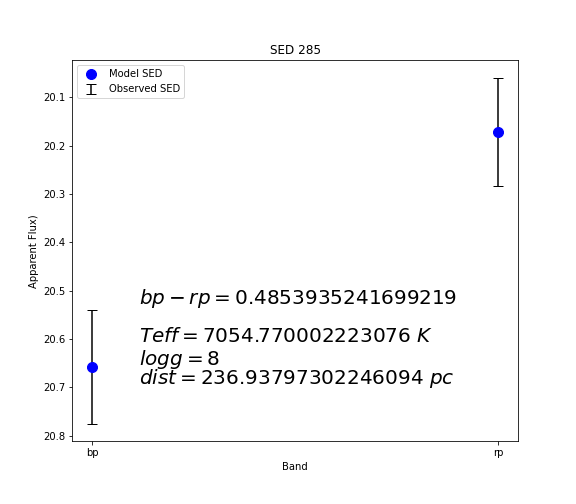 SED 285
Model SED
Observed SED
20.1
20.2
20.3
20.4
20.5
20.6
20.7
20.8
Apparent Flux)
bp − rp = 0.4853935241699219
Teff = 7054.770002223076 K
logg = 8
dist = 236.93797302246094 pc
bp
rp
Band